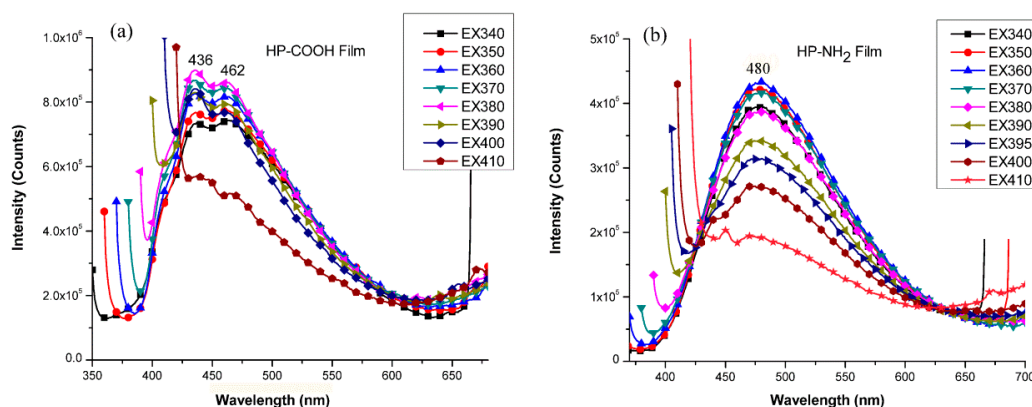 (a)
HP-COOH Film
436
462
EX340
EX350
EX360
EX370
EX380
EX390
EX400
EX410
Intensity (Counts)
1.0x10⁶
8.0x10⁵
6.0x10⁵
4.0x10⁵
2.0x10⁵
0.0
350 400 450 500 550 600 650
Wavelength (nm)
(b)
HP-NH₂ Film
480
EX340
EX350
EX360
EX370
EX380
EX390
EX395
EX400
EX410
Intensity (Counts)
5x10⁵
4x10⁵
3x10⁵
2x10⁵
1x10⁵
0
400 450 500 550 600 650 700
Wavelength (nm)